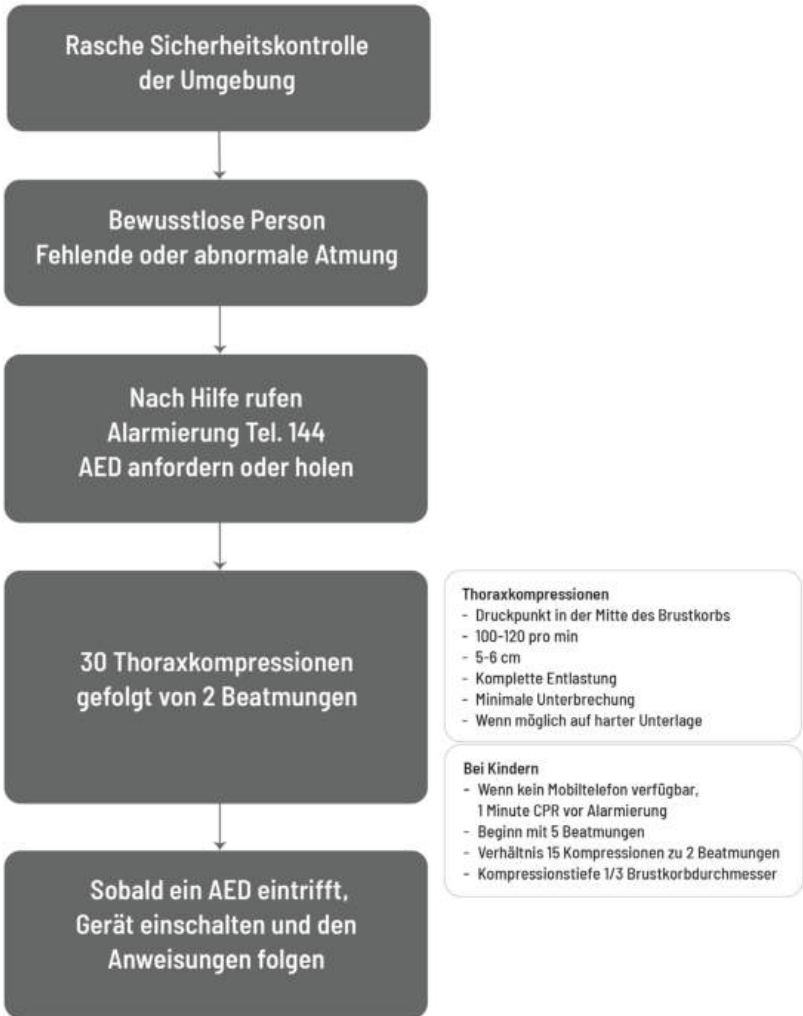 Rasche Sicherheitskontrolle
der Umgebung
Bewusstlose Person
Fehlende oder abnormale Atmung
Nach Hilfe rufen
Alarmierung Tel. 144
AED anfordern oder holen
30 Thoraxkompressionen
gefolgt von 2 Beatmungen
Thoraxkompressionen
- Druckpunkt in der Mitte des Brustkorbs
- 100-120 pro min
- 5-6 cm
- Komplette Entlastung
- Minimale Unterbrechung
- Wenn möglich auf harter Unterlage
Bei Kindern
- Wenn kein Mobiltelefon verfügbar,
1 Minute CPR vor Alarmierung
- Beginn mit 5 Beatmungen
- Verhältnis 15 Kompressionen zu 2 Beatmungen
- Kompressionstiefe 1/3 Brustkorbdurchmesser
Sobald ein AED eintrifft,
Gerät einschalten und den
Anweisungen folgen